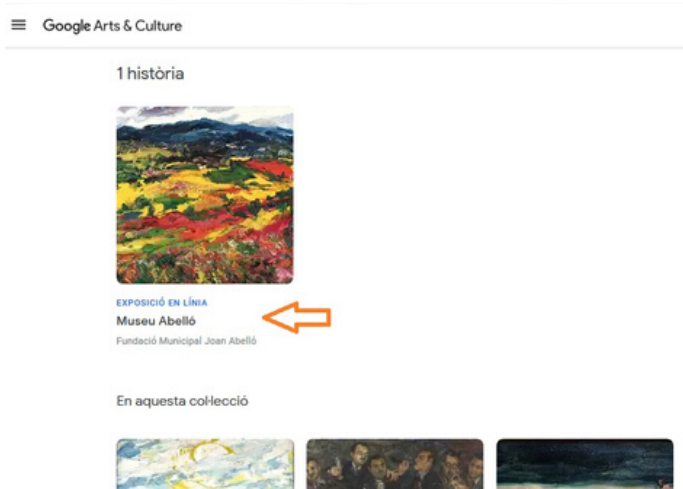 Google Arts & Culture
1 història
EXPOSICIÓ EN LÍNIA
Museu Abelló
Fundació Municipal Joan Abelló
En aquesta col·lecció